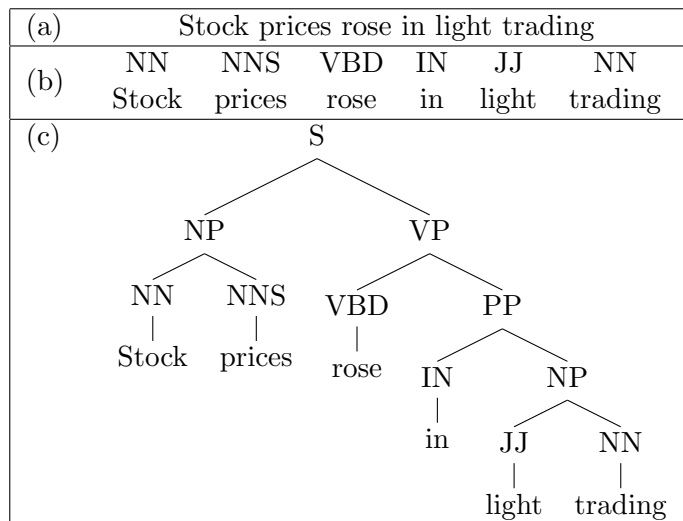 (a) Stock prices rose in light trading
NN NNS VBD IN JJ NN
(b)
Stock prices rose in light trading
(c) S
NP VP
NN NNS VBD PP
Stock prices rose IN NP
in JJ NN
light trading